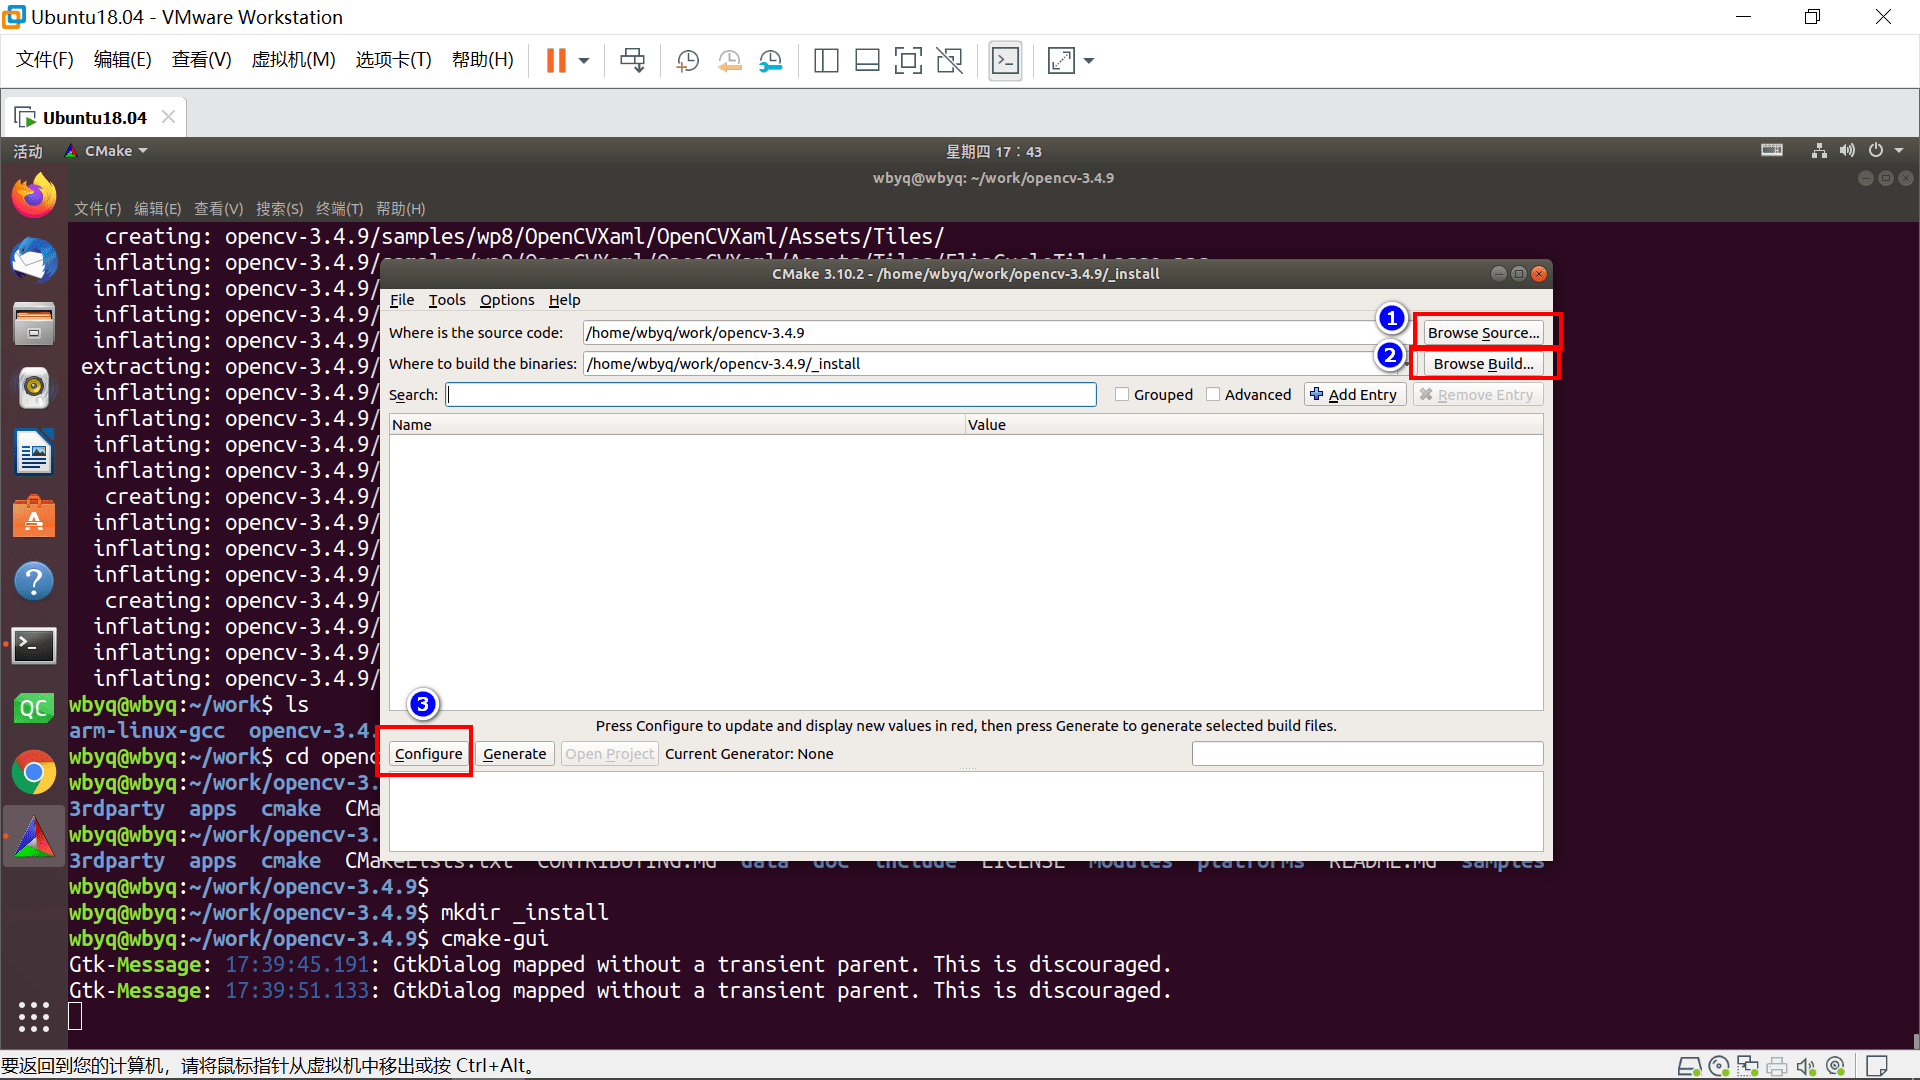 Ubuntu18.04 - VMware Workstation
文件(F) 编辑(E) 查看(V) 虚拟机(M) 选项卡(T) 帮助(H)
Ubuntu18.04
活动 CMake 星期四 17：43
wbyq@wbyq: ~/work/opencv-3.4.9
文件(F) 编辑(E) 查看(V) 搜索(S) 终端(T) 帮助(H)
creating: opencv-3.4.9/samples/wp8/OpenCVXaml/OpenCVXaml/Assets/Tiles/
inflating: opencv-3.4.9/
CMake 3.10.2 - /home/wbyq/work/opencv-3.4.9/_install
inflating: opencv-3.4.9/
File Tools Options Help
inflating: opencv-3.4.9/
Where is the source code: /home/wbyq/work/opencv-3.4.9 1 Browse Source...
inflating: opencv-3.4.9/
Where to build the binaries: /home/wbyq/work/opencv-3.4.9/_install 2 Browse Build...
extracting: opencv-3.4.9/
Search: Grouped Advanced Add Entry Remove Entry
inflating: opencv-3.4.9/
Name Value
inflating: opencv-3.4.9/
inflating: opencv-3.4.9/
inflating: opencv-3.4.9/
creating: opencv-3.4.9/
inflating: opencv-3.4.9/
inflating: opencv-3.4.9/
inflating: opencv-3.4.9/
creating: opencv-3.4.9/
inflating: opencv-3.4.9/
inflating: opencv-3.4.9/
inflating: opencv-3.4.9/
wbyq@wbyq:~/work$ ls
3
Press Configure to update and display new values in red, then press Generate to generate selected build files.
arm-linux-gcc opencv-3.4.
Configure Generate Open Project Current Generator: None
wbyq@wbyq:~/work$ cd openc
wbyq@wbyq:~/work/opencv-3.
3rdparty apps cmake CMa
wbyq@wbyq:~/work/opencv-3.
3rdparty apps cmake CMakeLists.txt CONTRIBUTING.md data doc include LICENSE modules platforms README.md samples
wbyq@wbyq:~/work/opencv-3.4.9$
wbyq@wbyq:~/work/opencv-3.4.9$ mkdir _install
wbyq@wbyq:~/work/opencv-3.4.9$ cmake-gui
Gtk-Message: 17:39:45.191: GtkDialog mapped without a transient parent. This is discouraged.
Gtk-Message: 17:39:51.133: GtkDialog mapped without a transient parent. This is discouraged.
QC
要返回到您的计算机，请将鼠标指针从虚拟机中移出或按 Ctrl+Alt。